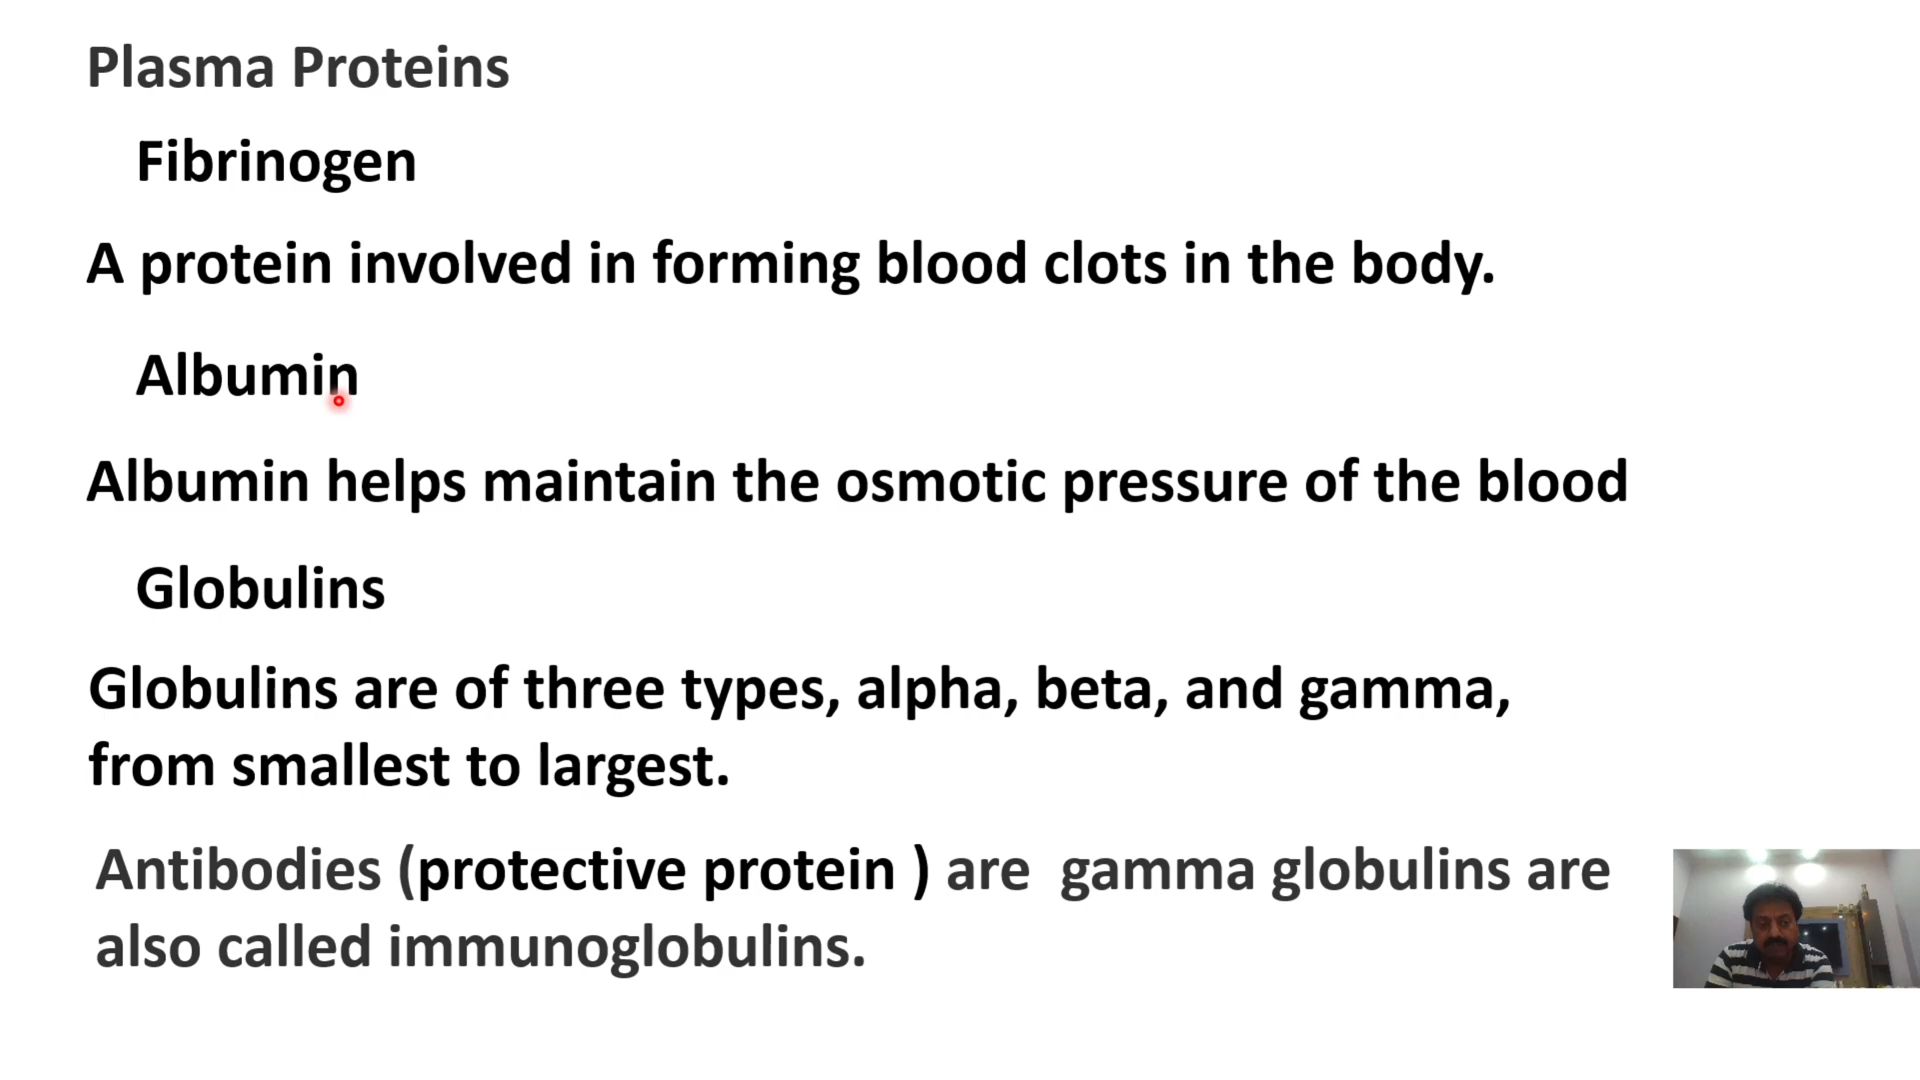 Plasma Proteins
Fibrinogen
A protein involved in forming blood clots in the body.
Albumin
Albumin helps maintain the osmotic pressure of the blood
Globulins
Globulins are of three types, alpha, beta, and gamma,
from smallest to largest.
Antibodies (protective protein ) are  gamma globulins are
also called immunoglobulins.